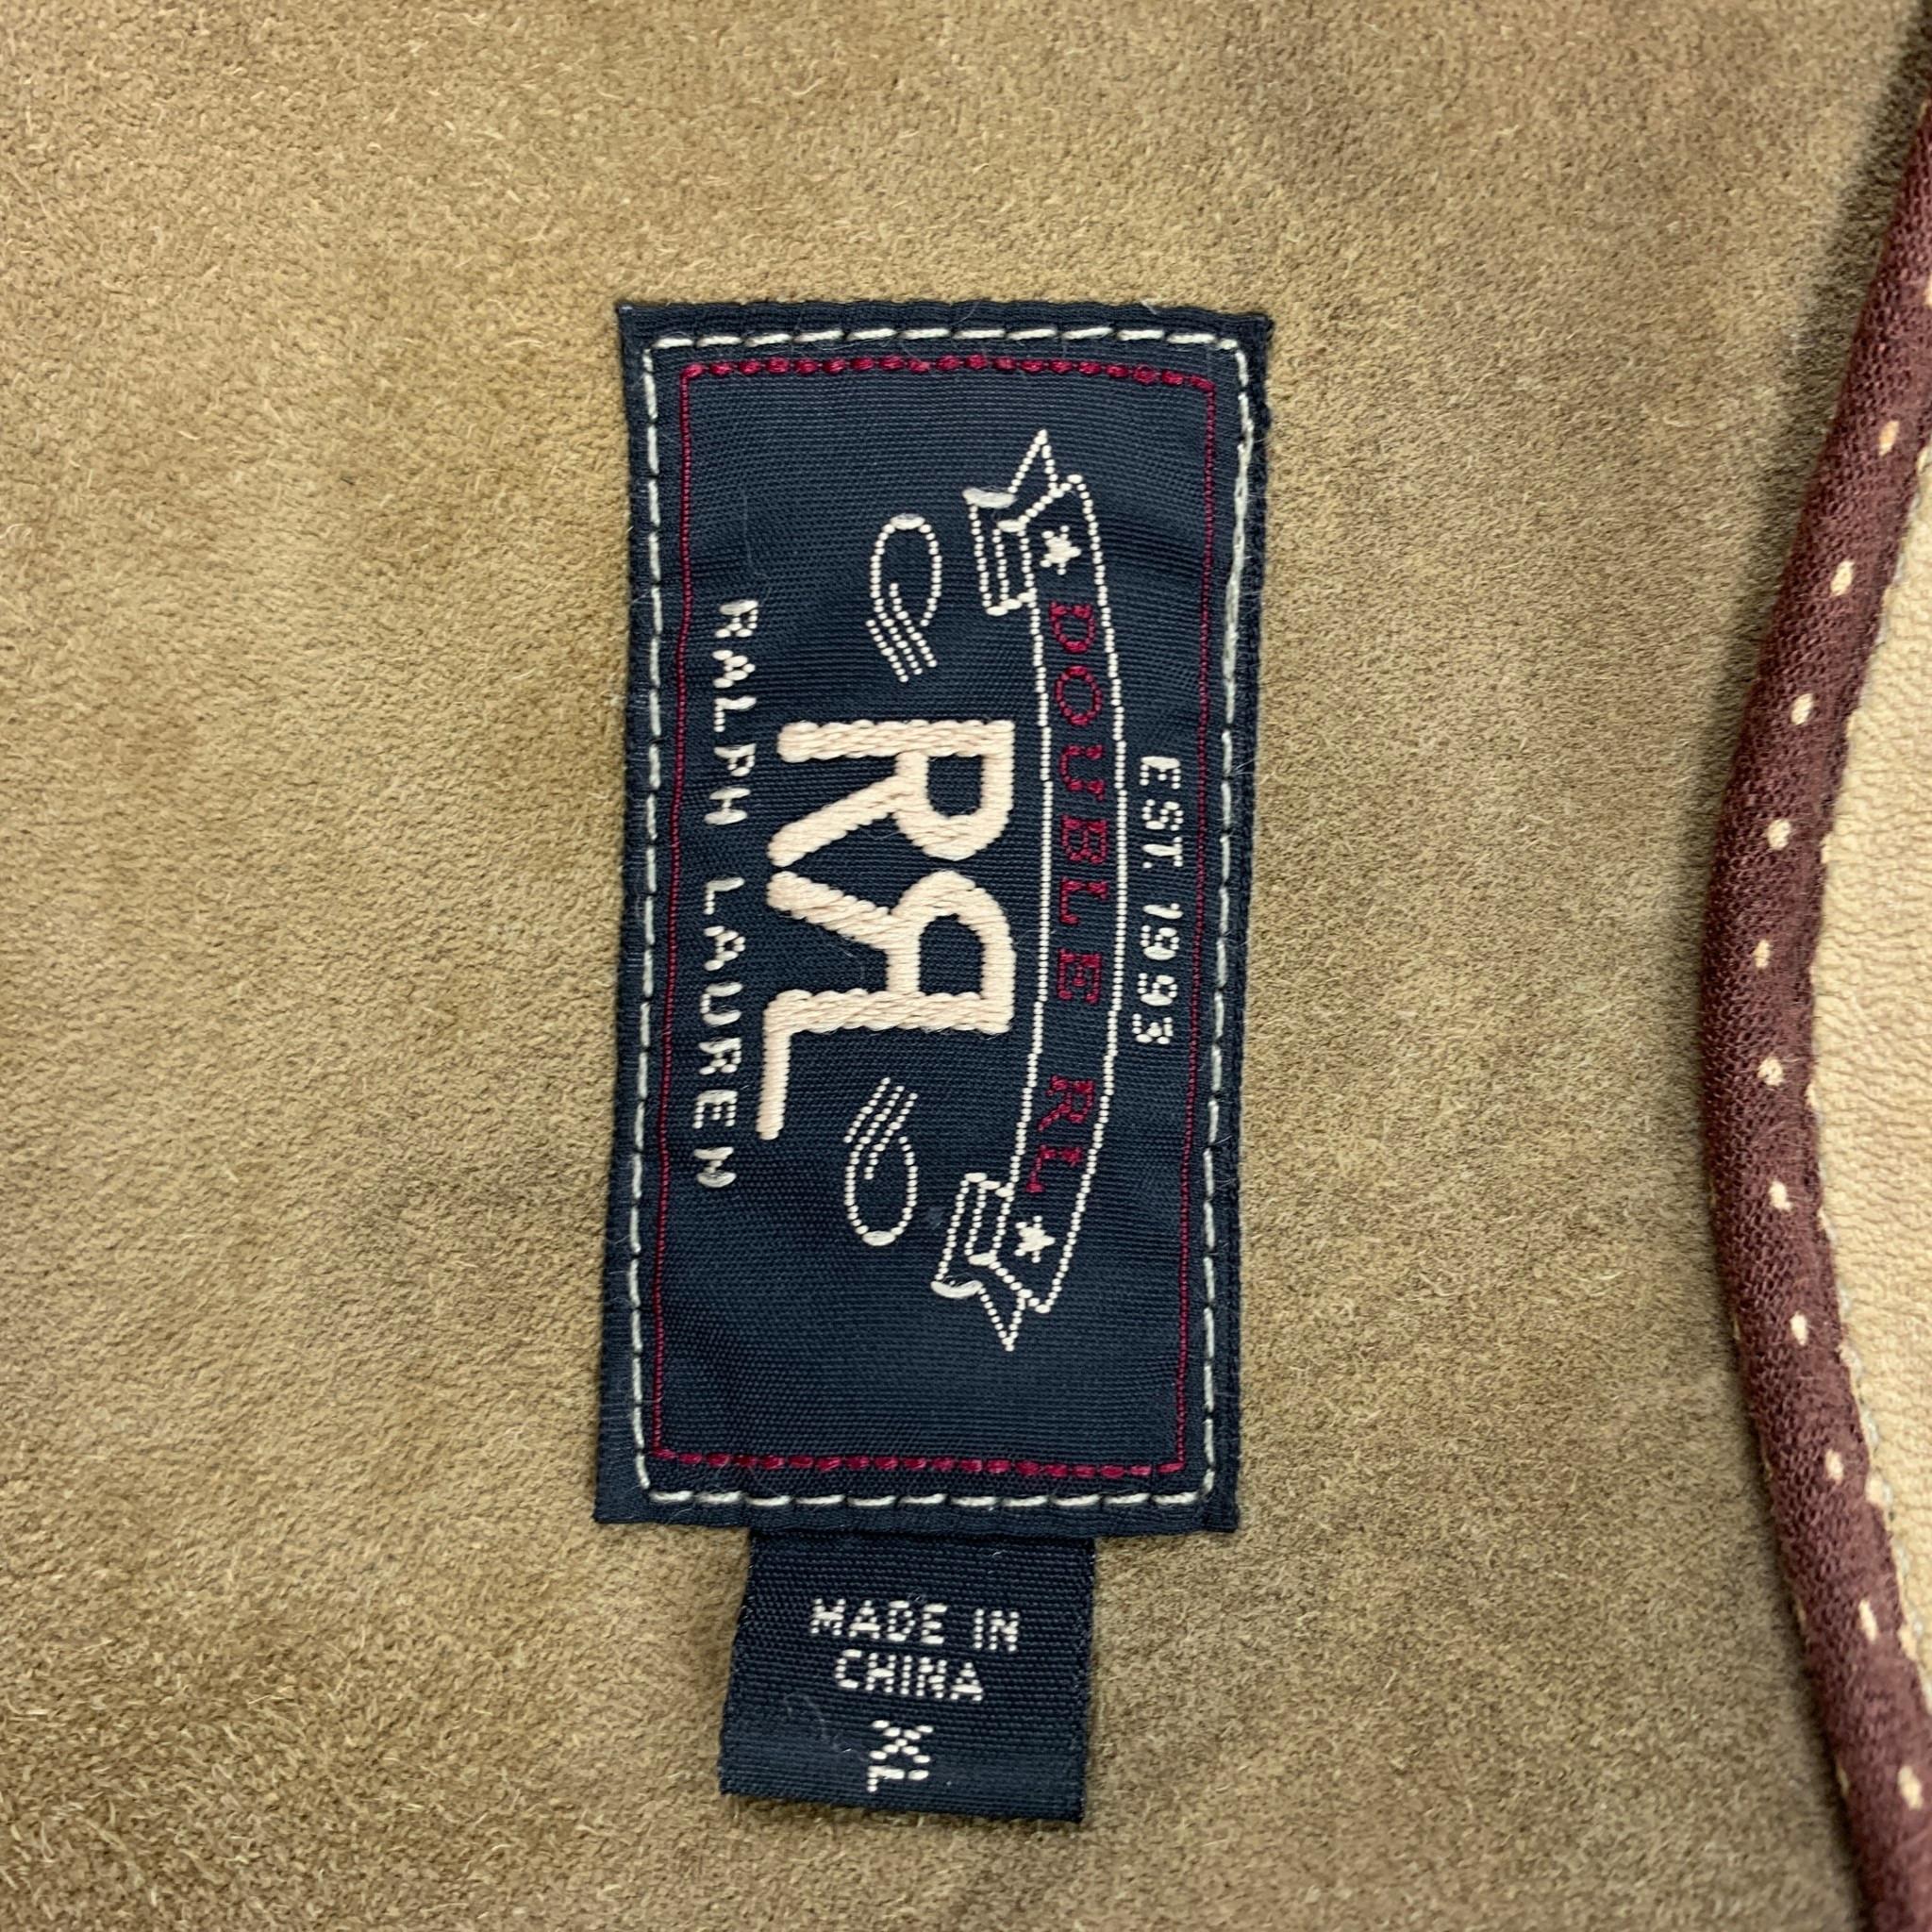 EST. 1993
DOUBLE RL
RRL
RALPH LAUREN
MADE IN
CHINA
XL